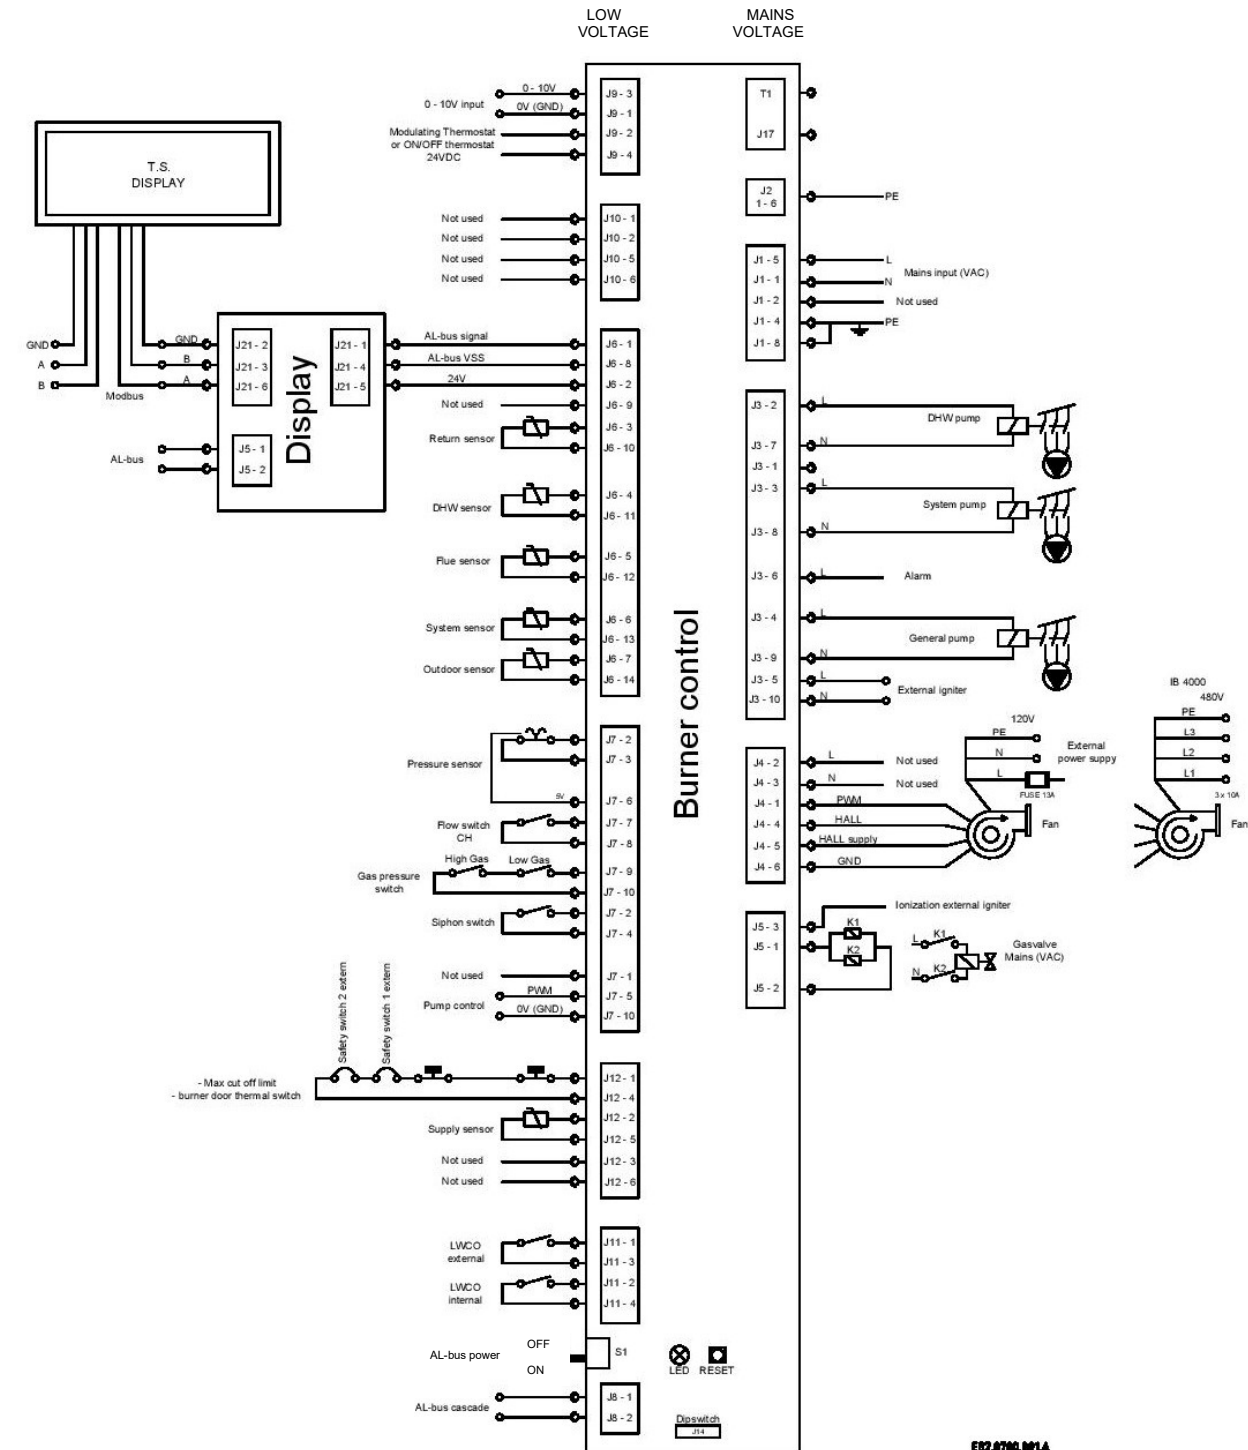 LOW
VOLTAGE
MAINS
VOLTAGE
0 - 10V input
0 - 10V
0V (GND)
J9 - 3
J9 - 1
Modulating Thermostat
or ON/OFF thermostat
24VDC
J9 - 2
J9 - 4
T.S.
DISPLAY
Not used
J10 - 1
Not used
J10 - 2
Not used
J10 - 5
Not used
J10 - 6
GND
A
B
Modbus
GND
B
A
J21 - 2
J21 - 3
J21 - 6
Display
J21 - 1
J21 - 4
J21 - 5
AL-bus
J5 - 1
J5 - 2
AL-bus signal
J6 - 1
AL-bus VSS
J6 - 8
24V
J6 - 2
Not used
J6 - 9
Return sensor
J6 - 3
J6 - 10
DHW sensor
J6 - 4
J6 - 11
Flue sensor
J6 - 5
J6 - 12
System sensor
J6 - 6
J6 - 13
Outdoor sensor
J6 - 7
J6 - 14
Pressure sensor
J7 - 2
J7 - 3
5V
J7 - 6
Flow switch
CH
J7 - 7
J7 - 8
Gas pressure
switch
High Gas
Low Gas
J7 - 9
J7 - 10
Siphon switch
J7 - 2
J7 - 4
Not used
J7 - 1
Pump control
PWM
J7 - 5
0V (GND)
J7 - 10
Safety switch 2 extern
Safety switch 1 extern
- Max cut off limit
- burner door thermal switch
J12 - 1
J12 - 4
Supply sensor
J12 - 2
J12 - 5
Not used
J12 - 3
Not used
J12 - 6
LWCO
external
J11 - 1
J11 - 3
LWCO
internal
J11 - 2
J11 - 4
AL-bus power
OFF
ON
S1
AL-bus cascade
J8 - 1
J8 - 2
Burner control
LED
RESET
Dipswitch
J14
T1
J17
J2
1 - 6
PE
J1 - 5
L
J1 - 1
N
Mains input (VAC)
J1 - 2
Not used
J1 - 4
PE
J1 - 8
J3 - 2
L
DHW pump
J3 - 7
N
J3 - 1
J3 - 3
L
System pump
J3 - 8
N
J3 - 6
L
Alarm
J3 - 4
L
General pump
J3 - 9
N
J3 - 5
L
External igniter
J3 - 10
N
J4 - 2
L
Not used
J4 - 3
N
Not used
J4 - 1
PWM
J4 - 4
HALL
J4 - 5
HALL supply
J4 - 6
GND
120V
PE
N
L
External
power suppy
FUSE 13A
Fan
IB 4000
480V
PE
L3
L2
L1
3 x 10A
Fan
J5 - 3
Ionization external igniter
J5 - 1
K1
K2
J5 - 2
L
K1
N
K2
Gasvalve
Mains (VAC)